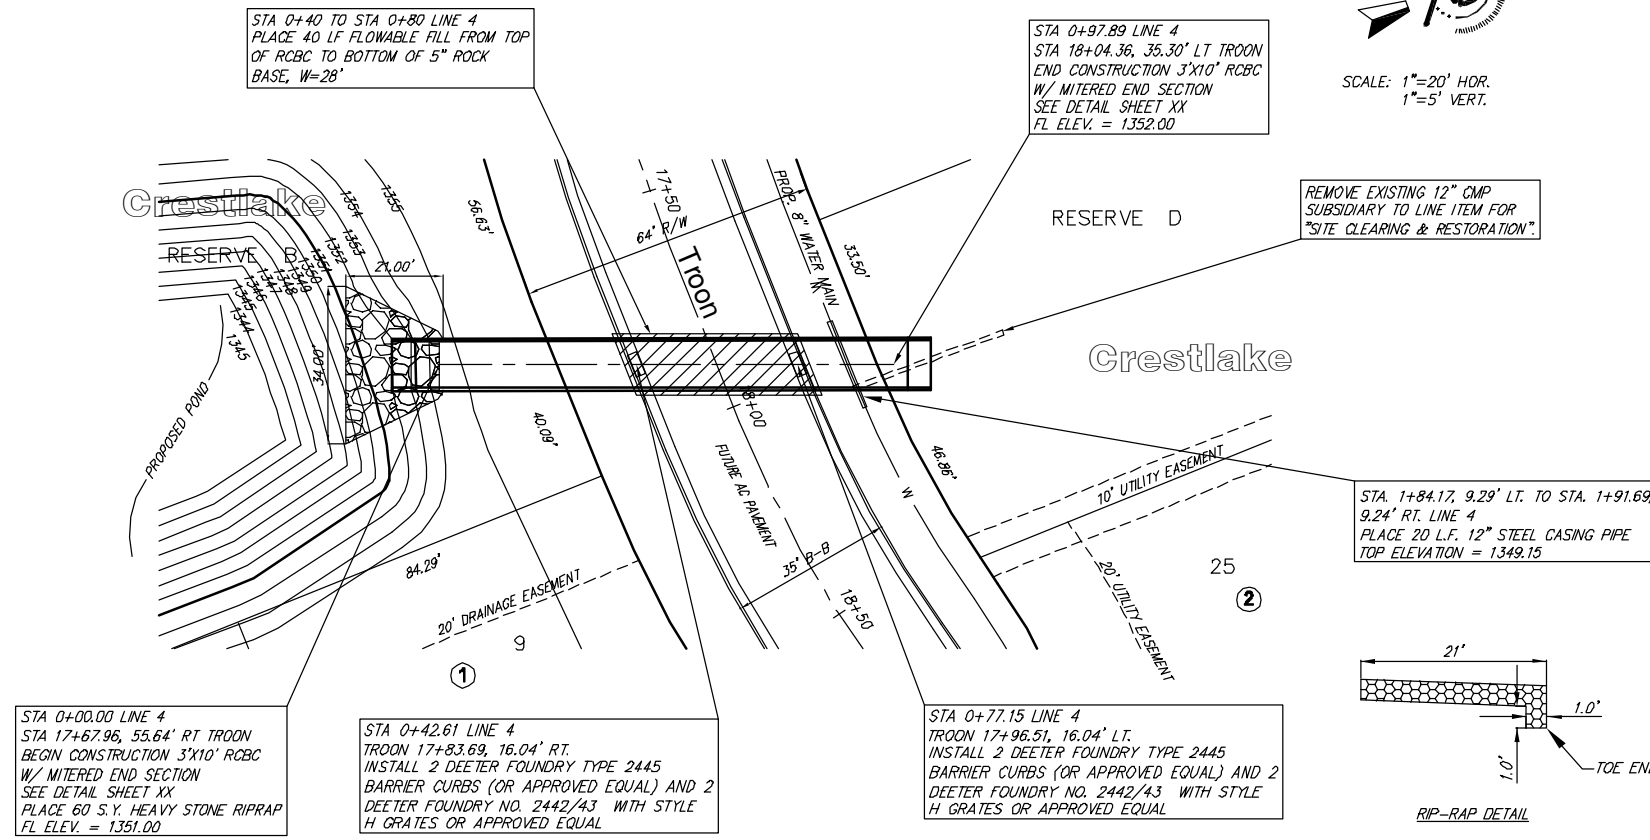 STA 0+40 TO STA 0+80 LINE 4
PLACE 40 LF FLOWABLE FILL FROM TOP
OF RCBC TO BOTTOM OF 5" ROCK
BASE, W=28'
STA 0+97.89 LINE 4
STA 18+04.36, 35.30' LT TROON
END CONSTRUCTION 3'X10' RCBC
W/ MITERED END SECTION
SEE DETAIL SHEET XX
FL ELEV. = 1352.00
SCALE: 1"=20' HOR.
1"=5' VERT.
REMOVE EXISTING 12" CMP
SUBSIDIARY TO LINE ITEM FOR
"SITE CLEARING & RESTORATION".
Crestlake
RESERVE B
1355
1354
1353
1352
1351
1350
1349
1348
1347
1346
1345
1344
1345
21.00'
34.00'
PROPOSED POND
56.63'
17+50
64' R/W
Troon
PROP. 8" WATER MAIN
W
33.50'
RESERVE D
Crestlake
40.09'
18+00
FUTURE AC PAVEMENT
35' B-B
W
46.86'
10' UTILITY EASEMENT
20' UTILITY EASEMENT
84.29'
20' DRAINAGE EASEMENT
18+50
9
1
25
2
STA. 1+84.17, 9.29' LT. TO STA. 1+91.69,
9.24' RT. LINE 4
PLACE 20 L.F. 12" STEEL CASING PIPE
TOP ELEVATION = 1349.15
STA 0+00.00 LINE 4
STA 17+67.96, 55.64' RT TROON
BEGIN CONSTRUCTION 3'X10' RCBC
W/ MITERED END SECTION
SEE DETAIL SHEET XX
PLACE 60 S.Y. HEAVY STONE RIPRAP
FL ELEV. = 1351.00
STA 0+42.61 LINE 4
TROON 17+83.69, 16.04' RT.
INSTALL 2 DEETER FOUNDRY TYPE 2445
BARRIER CURBS (OR APPROVED EQUAL) AND 2
DEETER FOUNDRY NO. 2442/43 WITH STYLE
H GRATES OR APPROVED EQUAL
STA 0+77.15 LINE 4
TROON 17+96.51, 16.04' LT.
INSTALL 2 DEETER FOUNDRY TYPE 2445
BARRIER CURBS (OR APPROVED EQUAL) AND 2
DEETER FOUNDRY NO. 2442/43 WITH STYLE
H GRATES OR APPROVED EQUAL
21'
1.0'
1.0'
TOE EN
RIP-RAP DETAIL